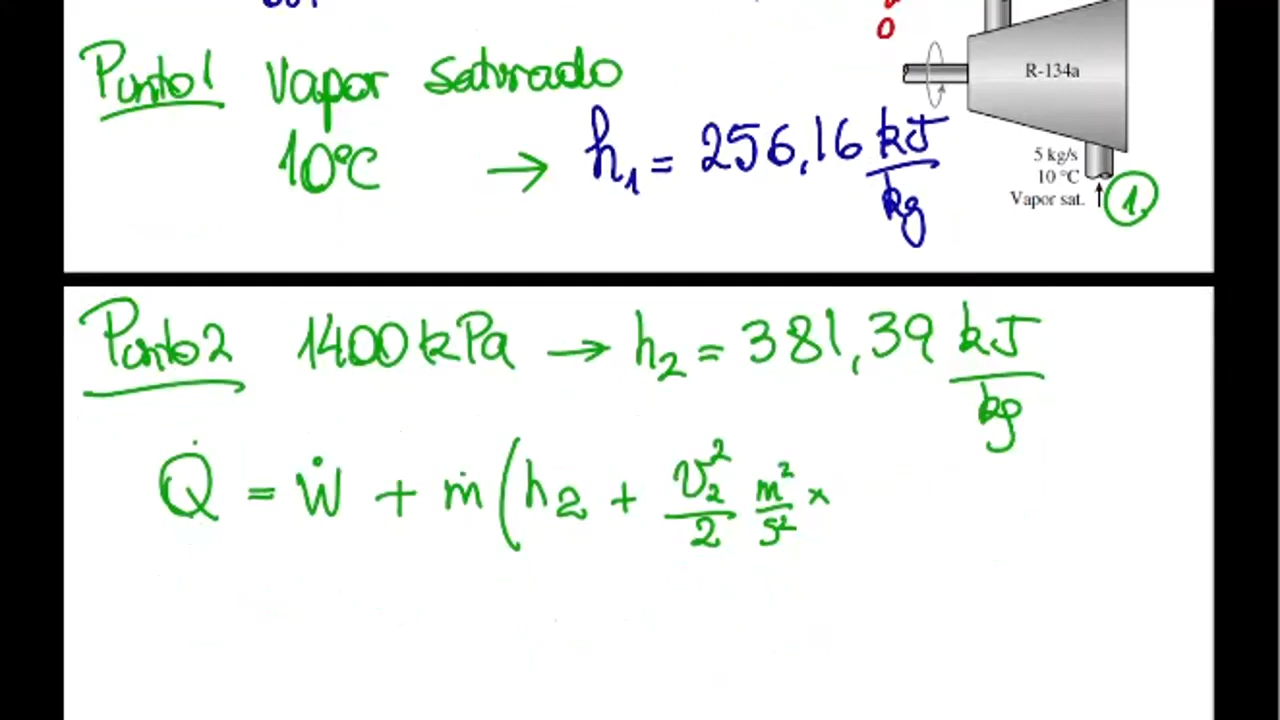 0
Punto1 Vapor saturado
R-134a
10°C → h₁ = 256,16 kJ/kg
5 kg/s
10 °C
Vapor sat. 1.
Punto2 1400 kPa → h₂ = 381,39 kJ/kg
Q̇ = Ẇ + ṁ(h₂ + V₂²/2 m²/s² ×